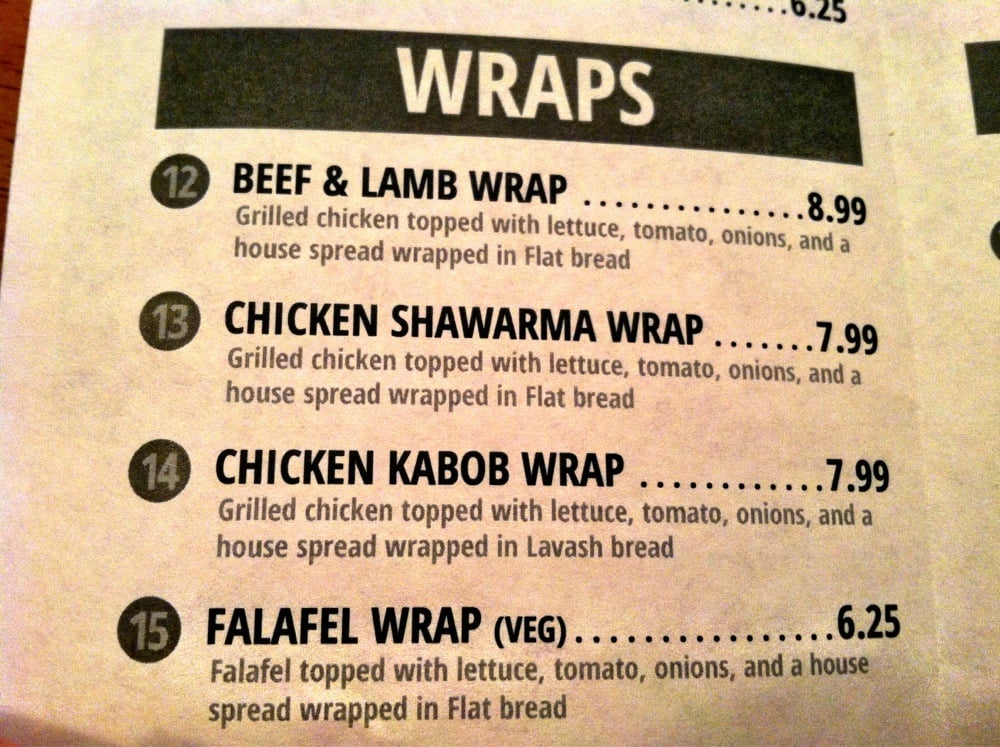 6.25
WRAPS
12 BEEF & LAMB WRAP ................8.99
Grilled chicken topped with lettuce, tomato, onions, and a
house spread wrapped in Flat bread
13 CHICKEN SHAWARMA WRAP .......7.99
Grilled chicken topped with lettuce, tomato, onions, and a
house spread wrapped in Flat bread
14 CHICKEN KABOB WRAP ............7.99
Grilled chicken topped with lettuce, tomato, onions, and a
house spread wrapped in Lavash bread
15 FALAFEL WRAP (VEG).................6.25
Falafel topped with lettuce, tomato, onions, and a house
spread wrapped in Flat bread